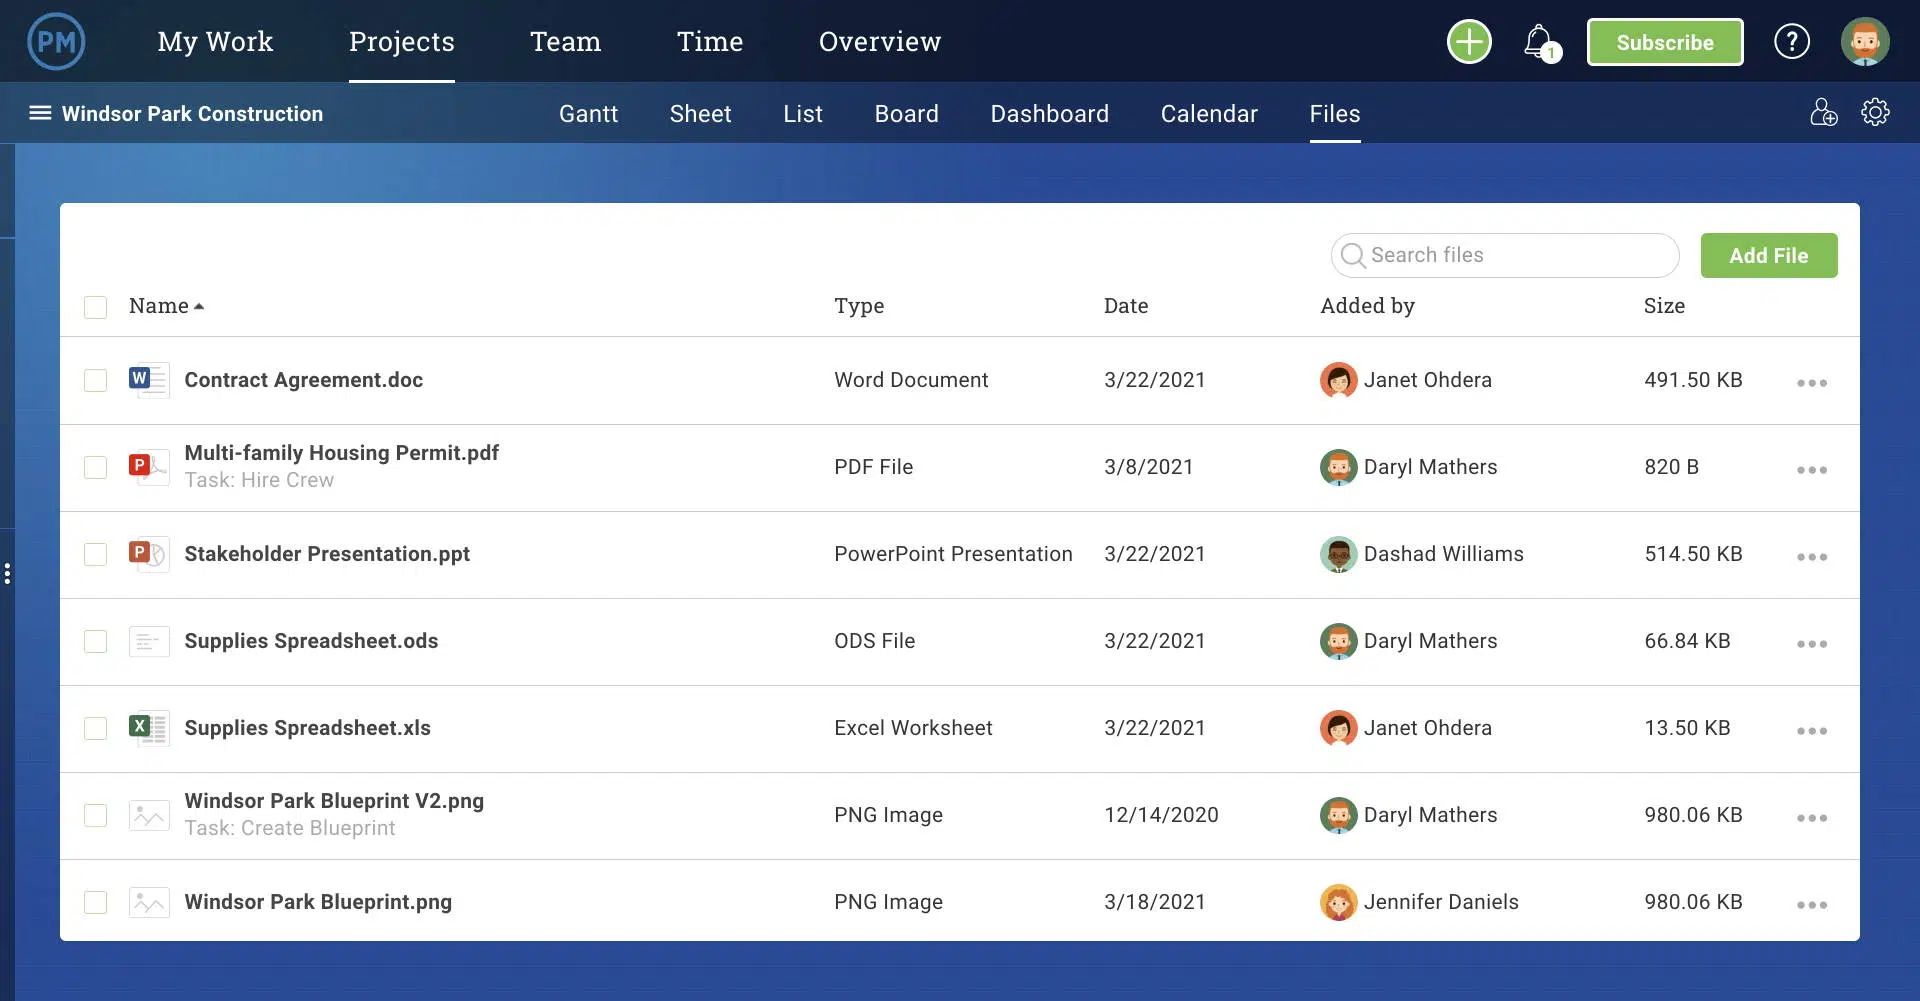 PM My Work Projects Team Time Overview 1 Subscribe ?
Windsor Park Construction Gantt Sheet List Board Dashboard Calendar Files
Search files Add File
Name Type Date Added by Size
W Contract Agreement.doc Word Document 3/22/2021 Janet Ohdera 491.50 KB
P Multi-family Housing Permit.pdf PDF File 3/8/2021 Daryl Mathers 820 B
Task: Hire Crew
P Stakeholder Presentation.ppt PowerPoint Presentation 3/22/2021 Dashad Williams 514.50 KB
Supplies Spreadsheet.ods ODS File 3/22/2021 Daryl Mathers 66.84 KB
X Supplies Spreadsheet.xls Excel Worksheet 3/22/2021 Janet Ohdera 13.50 KB
Windsor Park Blueprint V2.png PNG Image 12/14/2020 Daryl Mathers 980.06 KB
Task: Create Blueprint
Windsor Park Blueprint.png PNG Image 3/18/2021 Jennifer Daniels 980.06 KB